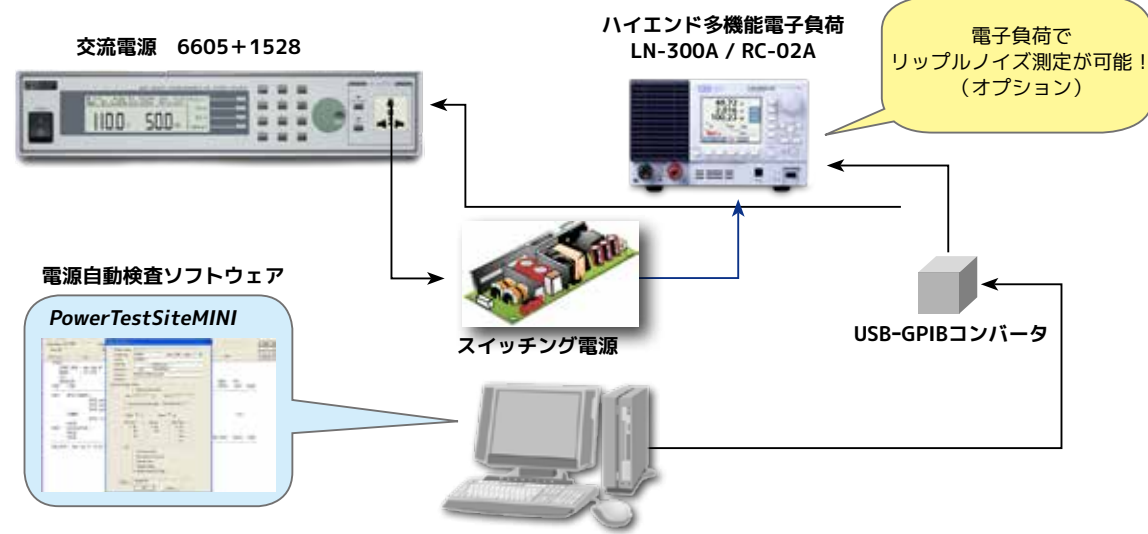 交流電源　6605＋1528
ハイエンド多機能電子負荷
LN-300A / RC-02A
電子負荷で
リップルノイズ測定が可能！
（オプション）
110.0
50.0
電源自動検査ソフトウェア
PowerTestSiteMINI
スイッチング電源
USB-GPIBコンバータ